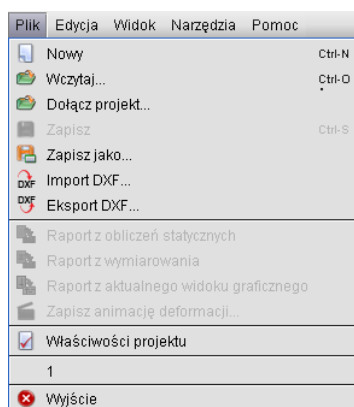 Plik Edycja Widok Narzędzia Pomoc
Nowy Ctrl-N
Wczytaj... Ctrl-O
Dołącz projekt...
Zapisz Ctrl-S
Zapisz jako...
DXF Import DXF...
DXF Eksport DXF...
Raport z obliczeń statycznych
Raport z wymiarowania
Raport z aktualnego widoku graficznego
Zapisz animację deformacji...
Właściwości projektu
1
Wyjście